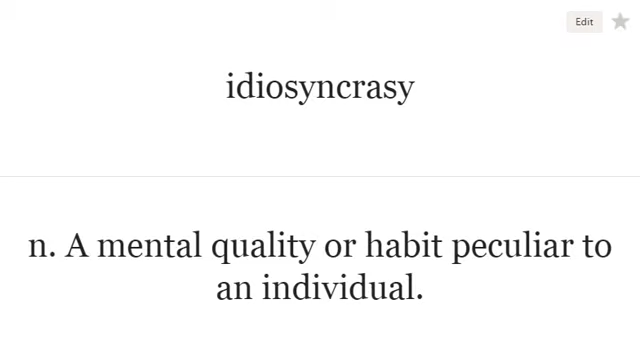 Edit
idiosyncrasy
n. A mental quality or habit peculiar to
an individual.